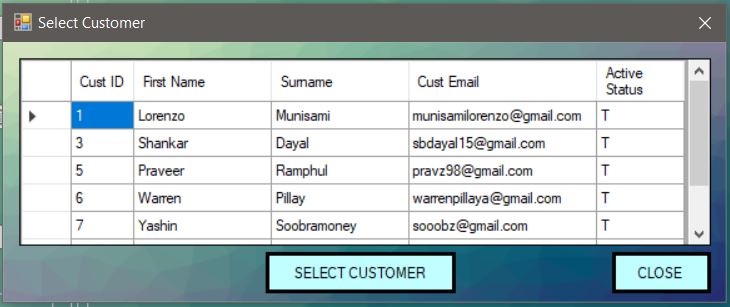 Select Customer
Cust ID First Name Surname Cust Email Active Status
1 Lorenzo Munisami munisamilorenzo@gmail.com T
3 Shankar Dayal sbdayal15@gmail.com T
5 Praveer Ramphul pravz98@gmail.com T
6 Warren Pillay warrenpillaya@gmail.com T
7 Yashin Soobramoney sooobz@gmail.com T
SELECT CUSTOMER CLOSE